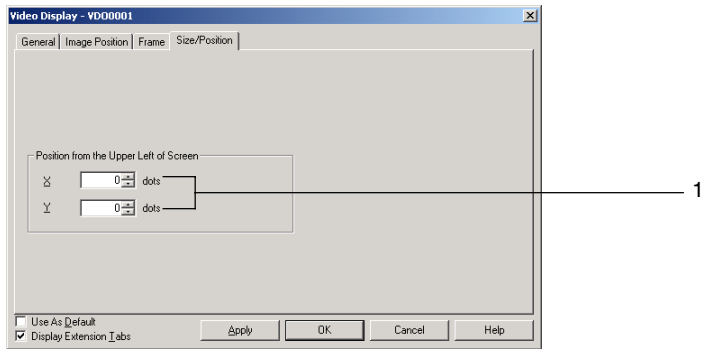 Video Display - VDO0001
General Image Position Frame Size/Position
Position from the Upper Left of Screen
X 0 dots
Y 0 dots
1
Use As Default
Display Extension Tabs
Apply OK Cancel Help